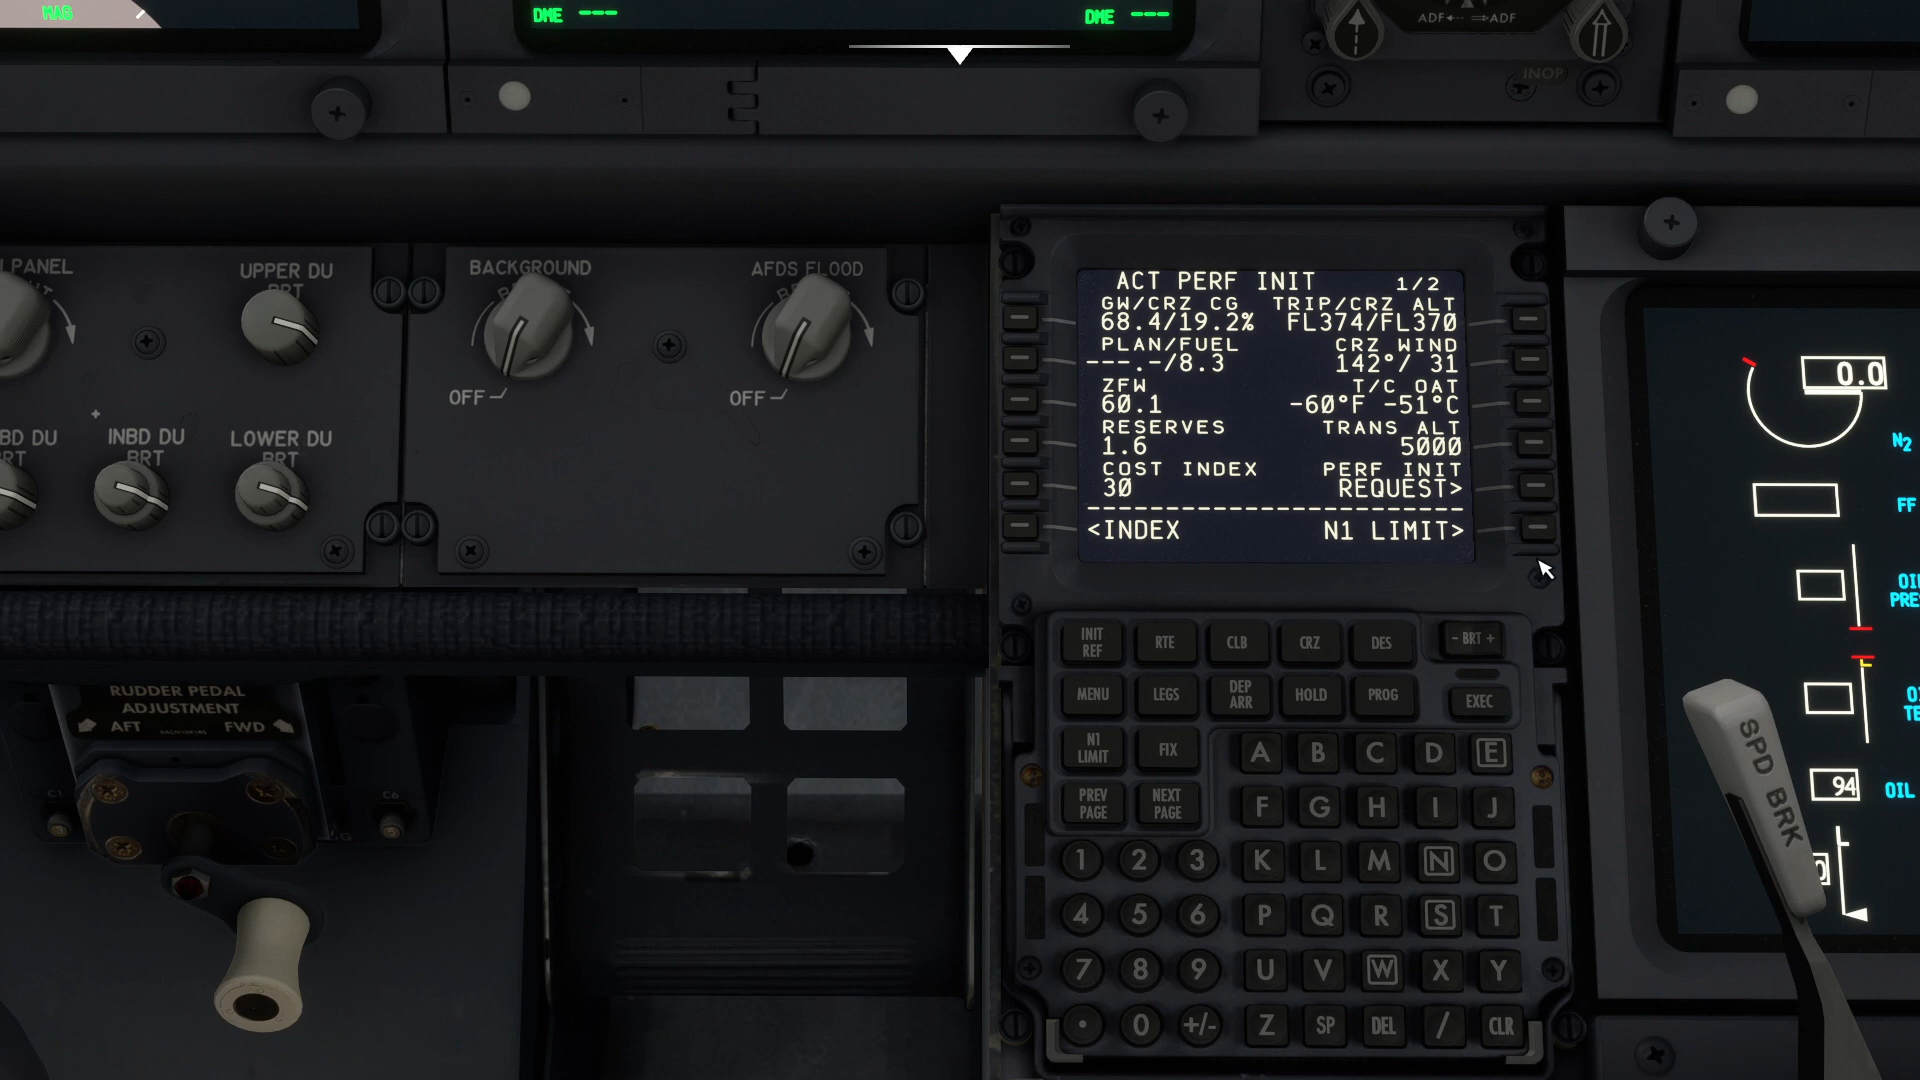 MAG
DME ---
DME ---
ADF ADF
INOP
PANEL
UPPER DU
BRT
BACKGROUND
AFDS FLOOD
OFF
OFF
INBD DU
BRT
LOWER DU
BRT
ACT PERF INIT 1/2
GW/CRZ CG TRIP/CRZ ALT
68.4/19.2% FL374/FL370
PLAN/FUEL CRZ WIND
---.-/8.3 142°/ 31
ZFW T/C OAT
60.1 -60°F -51°C
RESERVES TRANS ALT
1.6 5000
COST INDEX PERF INIT
30 REQUEST>
------------------------
<INDEX N1 LIMIT>
0.0
N2
FF
94
OIL
RUDDER PEDAL
ADJUSTMENT
AFT FWD
C1
C6
INIT REF
RTE
CLB
CRZ
DES
- BRT +
MENU
LEGS
DEP ARR
HOLD
PROG
EXEC
N1 LIMIT
FIX
PREV PAGE
NEXT PAGE
A B C D E
F G H I J
1 2 3 K L M N O
4 5 6 P Q R S T
7 8 9 U V W X Y
. 0 +/- Z SP DEL / CLR
SPD BRK